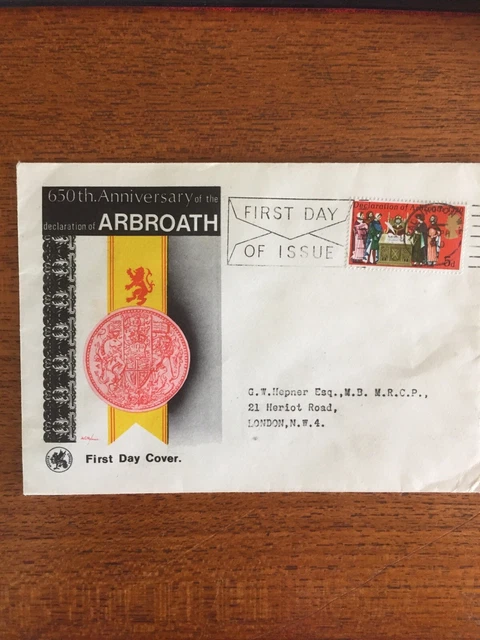 650th. Anniversary of the
declaration of ARBROATH
FIRST DAY
OF ISSUE
Declaration of
5d
G.W.Hepner Esq.,M.B. M.R.C.P.,
21 Heriot Road,
LONDON,N.W.4.
First Day Cover.